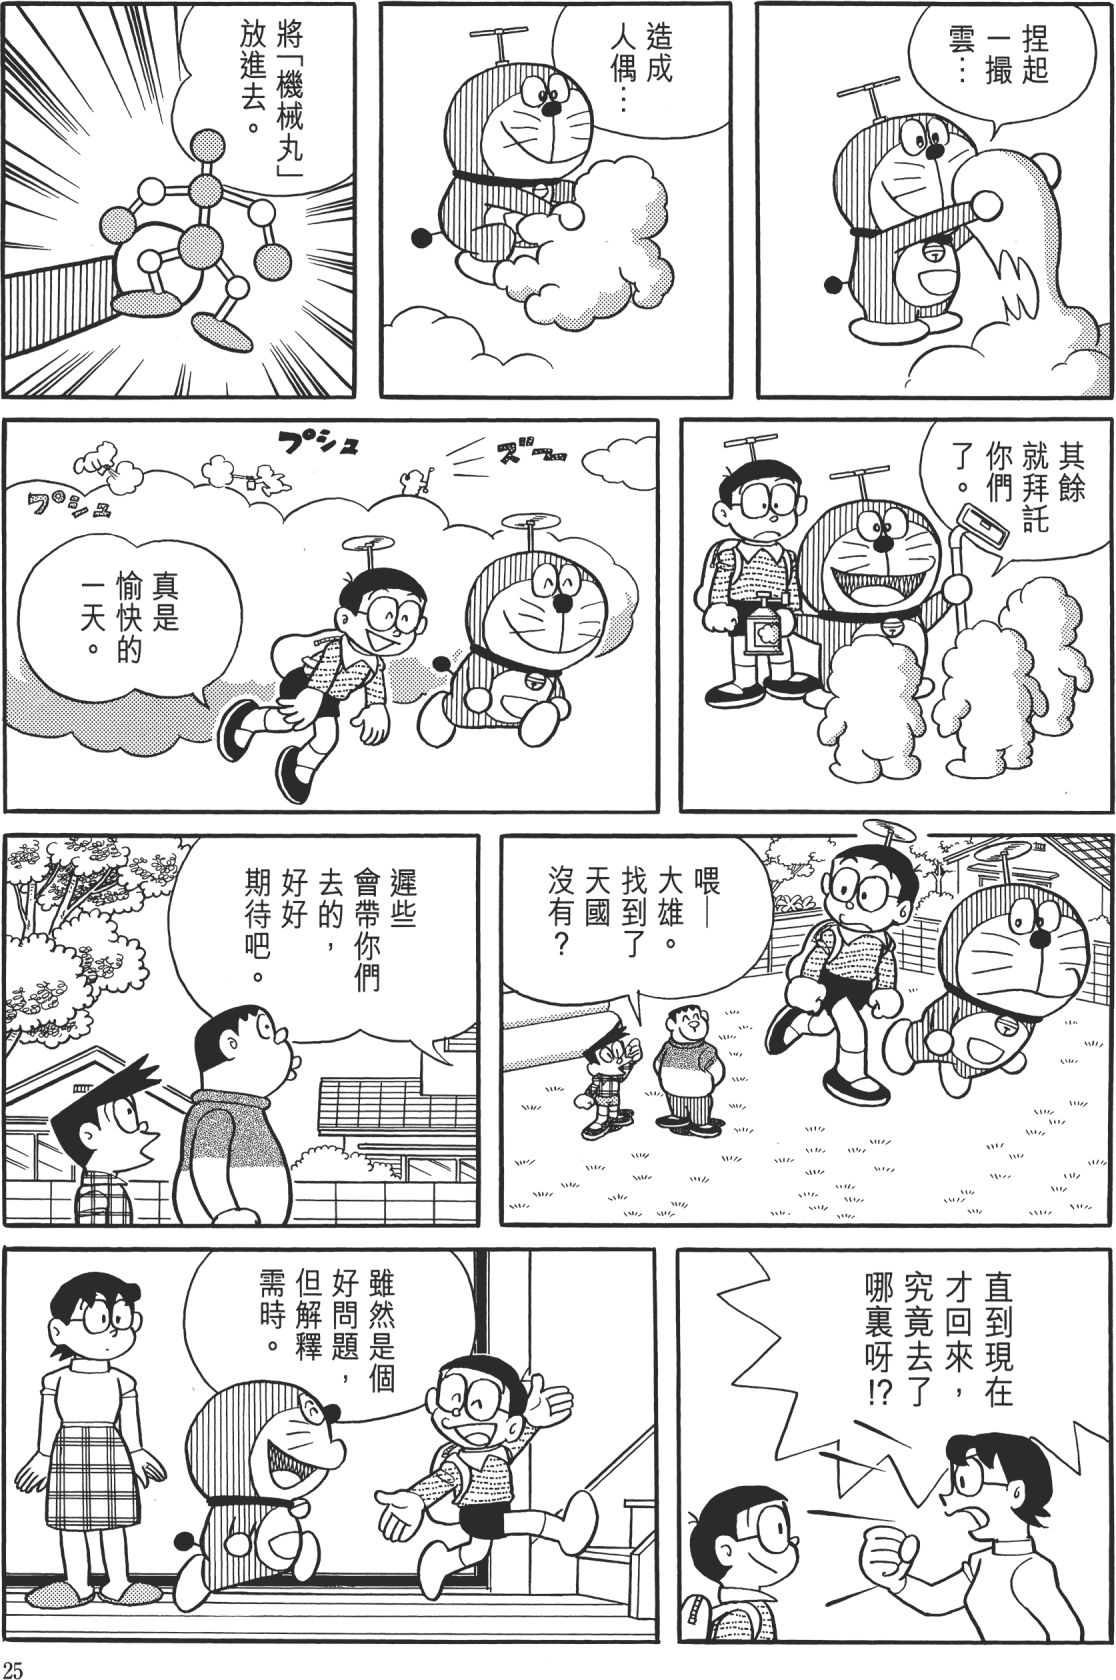 捏起
一撮
雲…
造成
人偶…
將「機械丸」
放進去。
其餘
就拜託
你們
了。
ズーー
プシュ
プシュ
真是
愉快的
一天。
喂—
大雄。
找到了
天國
沒有？
遲些
會帶你們
去的，
好好
期待吧。
直到現在
才回來，
究竟去了
哪裏呀!?
雖然是個
好問題，
但解釋
需時。
25